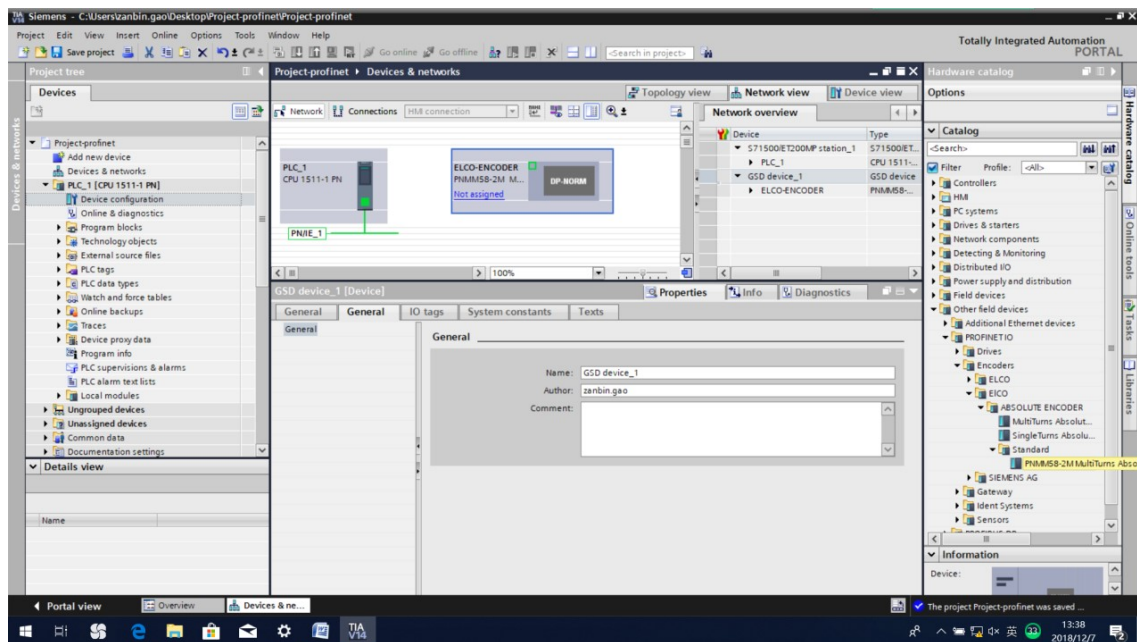 Siemens - C:\Users\zanbin.gao\Desktop\Project-profinet\Project-profinet
Project Edit View Insert Online Options Tools Window Help
Save project Go online Go offline <Search in project>
Totally Integrated Automation
PORTAL
Project tree
Project-profinet Devices & networks
Hardware catalog
Devices
Topology view Network view Device view
Options
Network Connections HMI connection
Network overview
Catalog
Device Type
<Search>
Filter Profile: <All>
Project-profinet
Add new device
Devices & networks
PLC_1 [CPU 1511-1 PN]
Device configuration
Online & diagnostics
Program blocks
Technology objects
External source files
PLC tags
PLC data types
Watch and force tables
Online backups
Traces
Device proxy data
Program info
PLC supervisions & alarms
PLC alarm text lists
Local modules
Ungrouped devices
Unassigned devices
Common data
Documentation settings
Details view
Name
PLC_1
CPU 1511-1 PN
ELCO-ENCODER
PNMM58-2M M...
Not assigned
DP-NORM
PN/IE_1
100%
S71500/ET200MP station_1 S71500/ET...
PLC_1 CPU 1511-...
GSD device_1 GSD device
ELCO-ENCODER PNMM58-...
GSD device_1 [Device]
Properties Info Diagnostics
General General IO tags System constants Texts
General
General
Name: GSD device_1
Author: zanbin.gao
Comment:
Controllers
HMI
PC systems
Drives & starters
Network components
Detecting & Monitoring
Distributed I/O
Power supply and distribution
Field devices
Other field devices
Additional Ethernet devices
PROFINET IO
Drives
Encoders
ELCO
ElCO
ABSOLUTE ENCODER
MultiTurns Absolut...
SingleTurns Absolu...
Standard
PNMM58-2M MultiTurns Abso
SIEMENS AG
Gateway
Ident Systems
Sensors
Information
Device:
Devices & networks
Hardware catalog
Online tools
Tasks
Libraries
Portal view Overview Devices & ne...
The project Project-profinet was saved ...
TIA
V14
英
33
13:38
2018/12/7